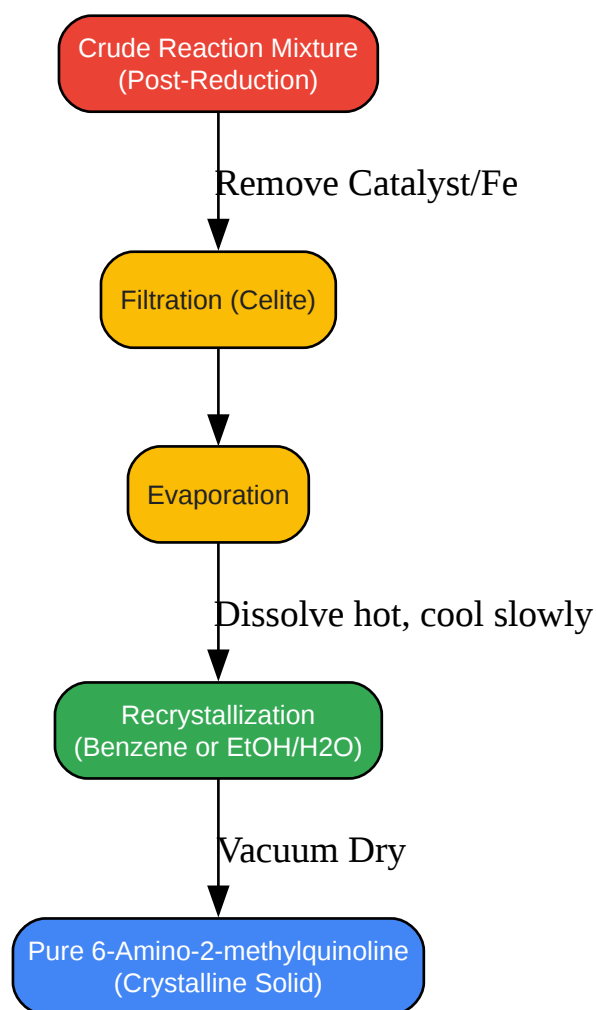 Crude Reaction Mixture
(Post-Reduction)
Remove Catalyst/Fe
Filtration (Celite)
Evaporation
Dissolve hot, cool slowly
Recrystallization
(Benzene or EtOH/H2O)
Vacuum Dry
Pure 6-Amino-2-methylquinoline
(Crystalline Solid)